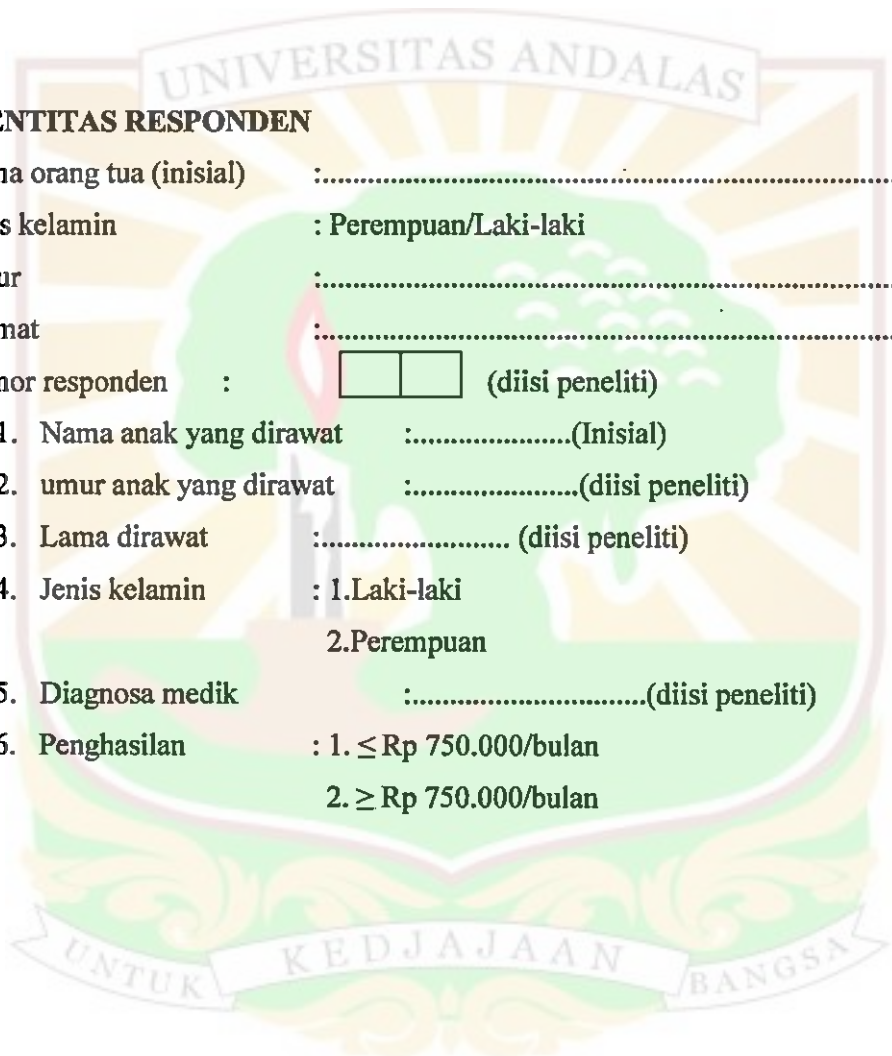 UNIVERSITAS ANDALAS
ENTITAS RESPONDEN
na orang tua (inisial) :................................................................................
s kelamin : Perempuan/Laki-laki
ur :................................................................................
mat :................................................................................
nor responden : (diisi peneliti)
1. Nama anak yang dirawat :......................(Inisial)
2. umur anak yang dirawat :.......................(diisi peneliti)
3. Lama dirawat :.......................... (diisi peneliti)
4. Jenis kelamin : 1.Laki-laki
2.Perempuan
5. Diagnosa medik :.............................(diisi peneliti)
6. Penghasilan : 1. ≤ Rp 750.000/bulan
2. ≥ Rp 750.000/bulan
UNTUK KEDJAJAAN BANGSA